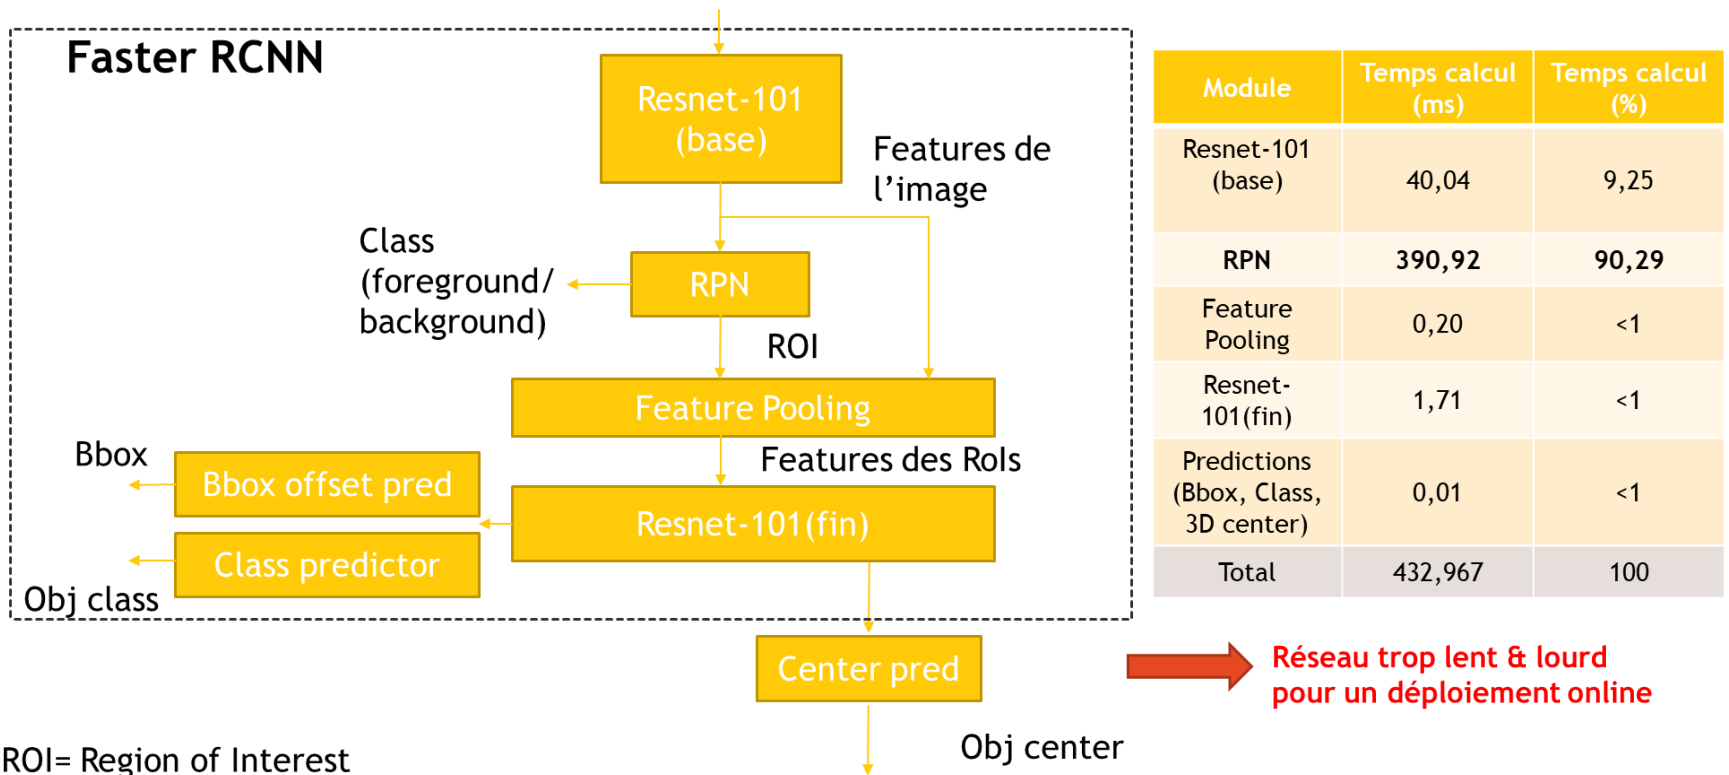 Faster RCNN
Resnet-101
(base)
Features de
l'image
Class
(foreground/
background)
RPN
ROI
Feature Pooling
Features des RoIs
Bbox
Bbox offset pred
Resnet-101(fin)
Class predictor
Obj class
Center pred
Obj center
ROI= Region of Interest
Module
Temps calcul
(ms)
Temps calcul
(%)
Resnet-101
(base)
40,04
9,25
RPN
390,92
90,29
Feature
Pooling
0,20
<1
Resnet-
101(fin)
1,71
<1
Predictions
(Bbox, Class,
3D center)
0,01
<1
Total
432,967
100
Réseau trop lent & lourd
pour un déploiement online